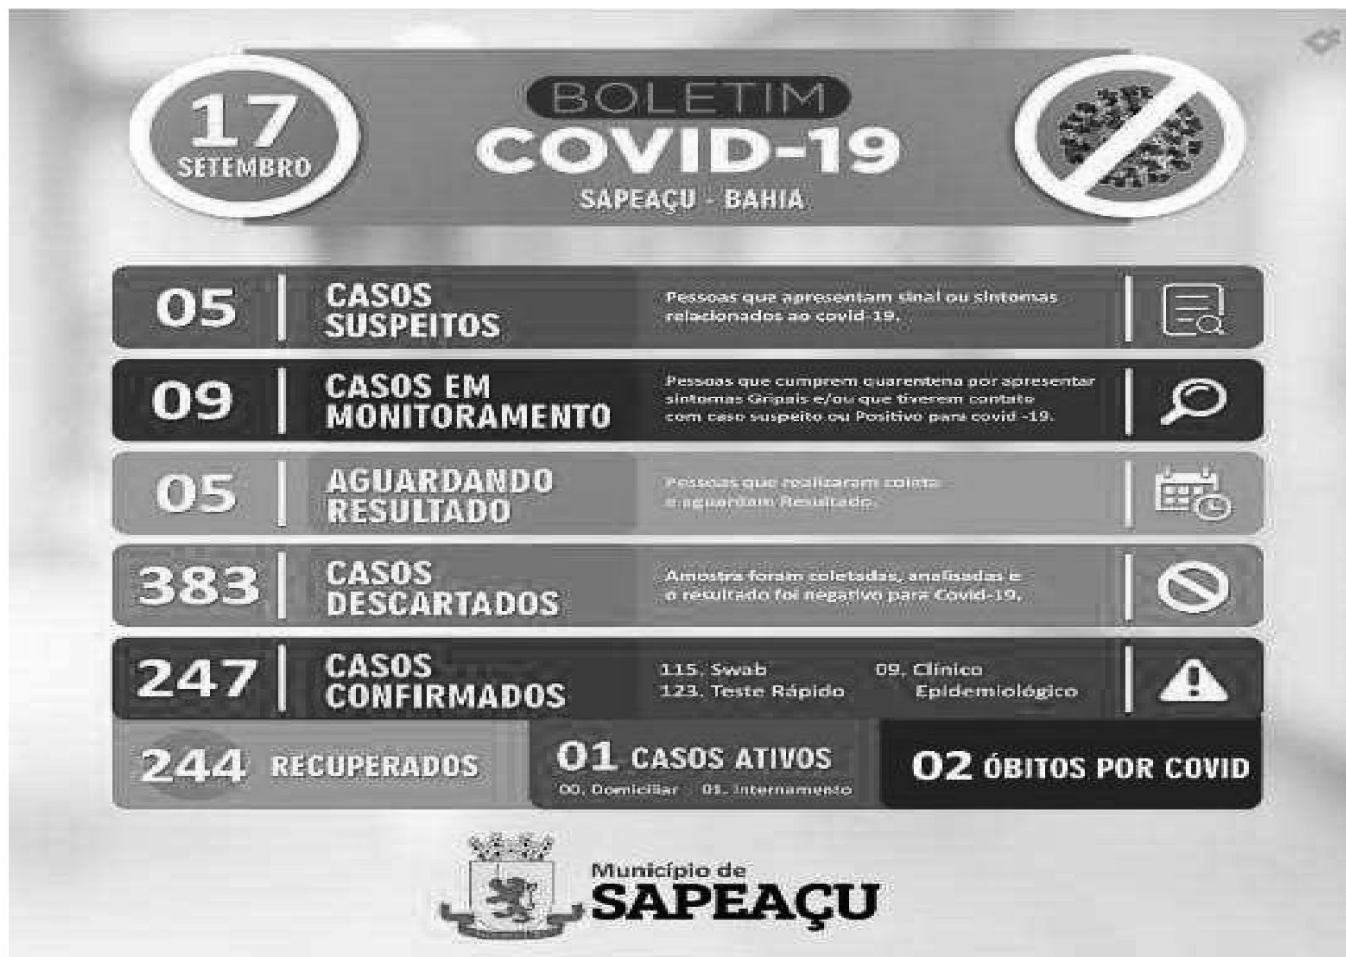 17
SETEMBRO
BOLETIM
COVID-19
SAPEAÇU - BAHIA
05
CASOS
SUSPEITOS
Pessoas que apresentam sinal ou sintomas
relacionados ao covid-19.
09
CASOS EM
MONITORAMENTO
Pessoas que cumprem quarentena por apresentar
sintomas Gripais e/ou que tiverem contato
com caso suspeito ou Positivo para covid -19.
05
AGUARDANDO
RESULTADO
Pessoas que realizaram coleta
e aguardam Resultado.
383
CASOS
DESCARTADOS
Amostra foram coletadas, analisadas e
o resultado foi negativo para Covid-19.
247
CASOS
CONFIRMADOS
115. Swab
123. Teste Rápido
09. Clínico
Epidemiológico
244 RECUPERADOS
01 CASOS ATIVOS
00. Domiciliar 01. Internamento
02 ÓBITOS POR COVID
Município de
SAPEAÇU